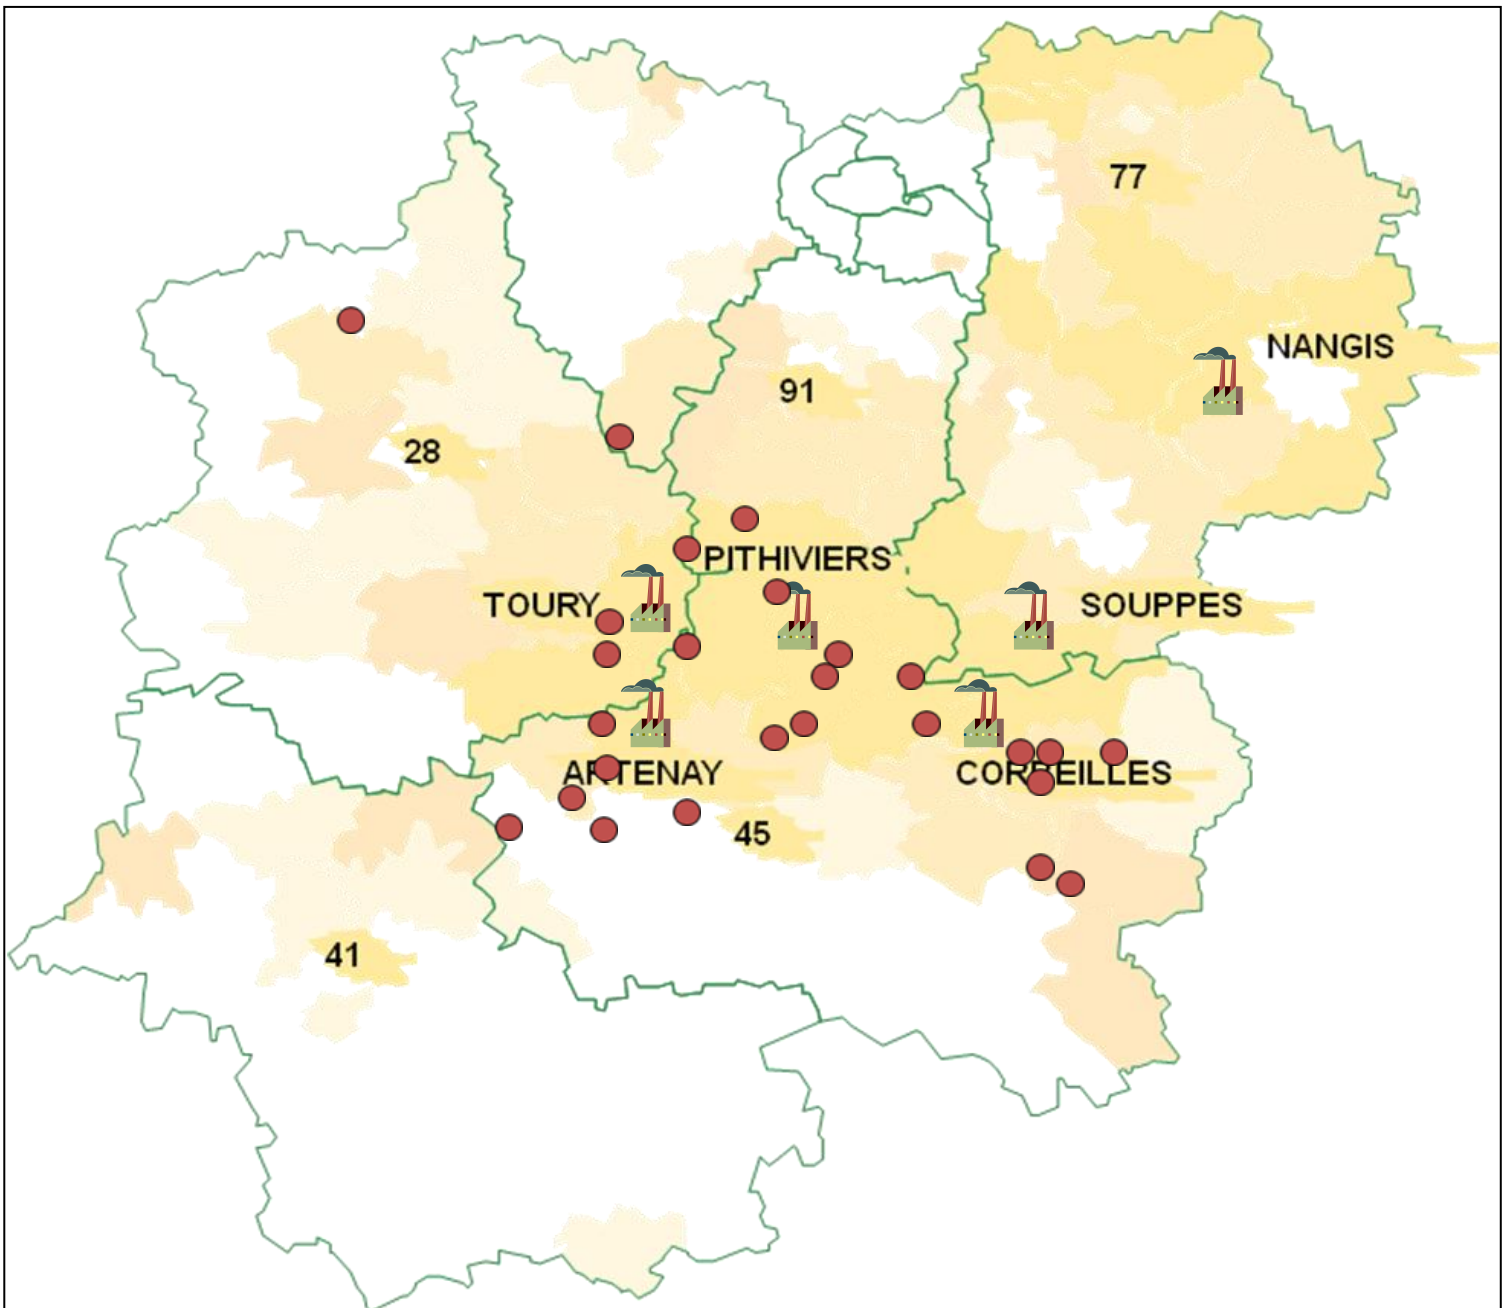 77
NANGIS
91
28
PITHIVIERS
TOURY
SOUPPES
ARTENAY
CORBEILLES
45
41